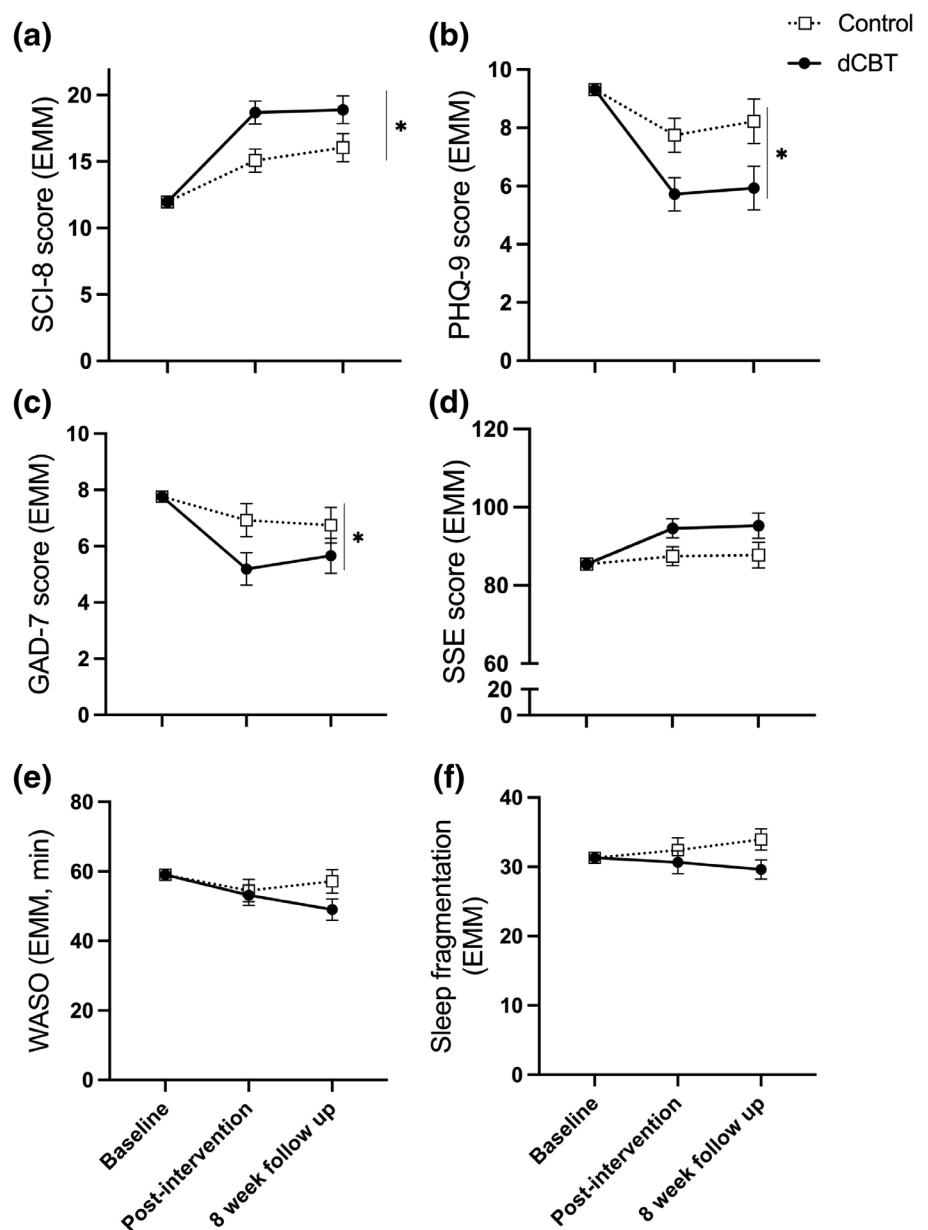 Control
dCBT
(a)
SCI-8 score (EMM)
20
15
10
5
0
*
(b)
PHQ-9 score (EMM)
10
8
6
4
2
0
*
(c)
GAD-7 score (EMM)
10
8
6
4
2
0
*
(d)
SSE score (EMM)
120
100
80
60
20
0
(e)
WASO (EMM, min)
80
60
40
20
0
Baseline
Post-intervention
8 week follow up
(f)
Sleep fragmentation
(EMM)
40
30
20
10
0
Baseline
Post-intervention
8 week follow up